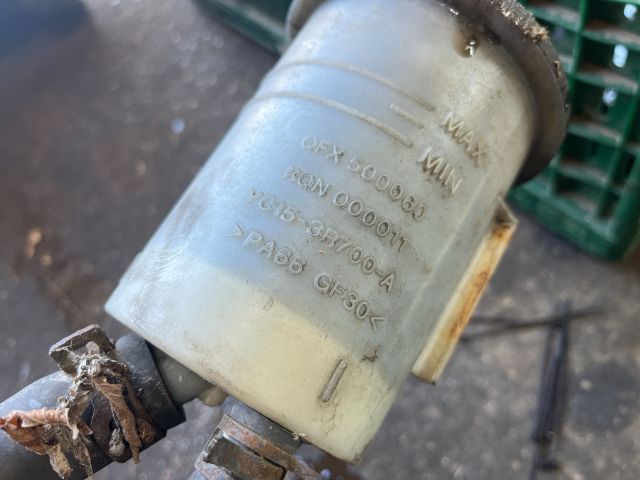 MAX
MIN
QFX 500060
RQN 000011
YC15-3R700-A
>PA66 GF30<